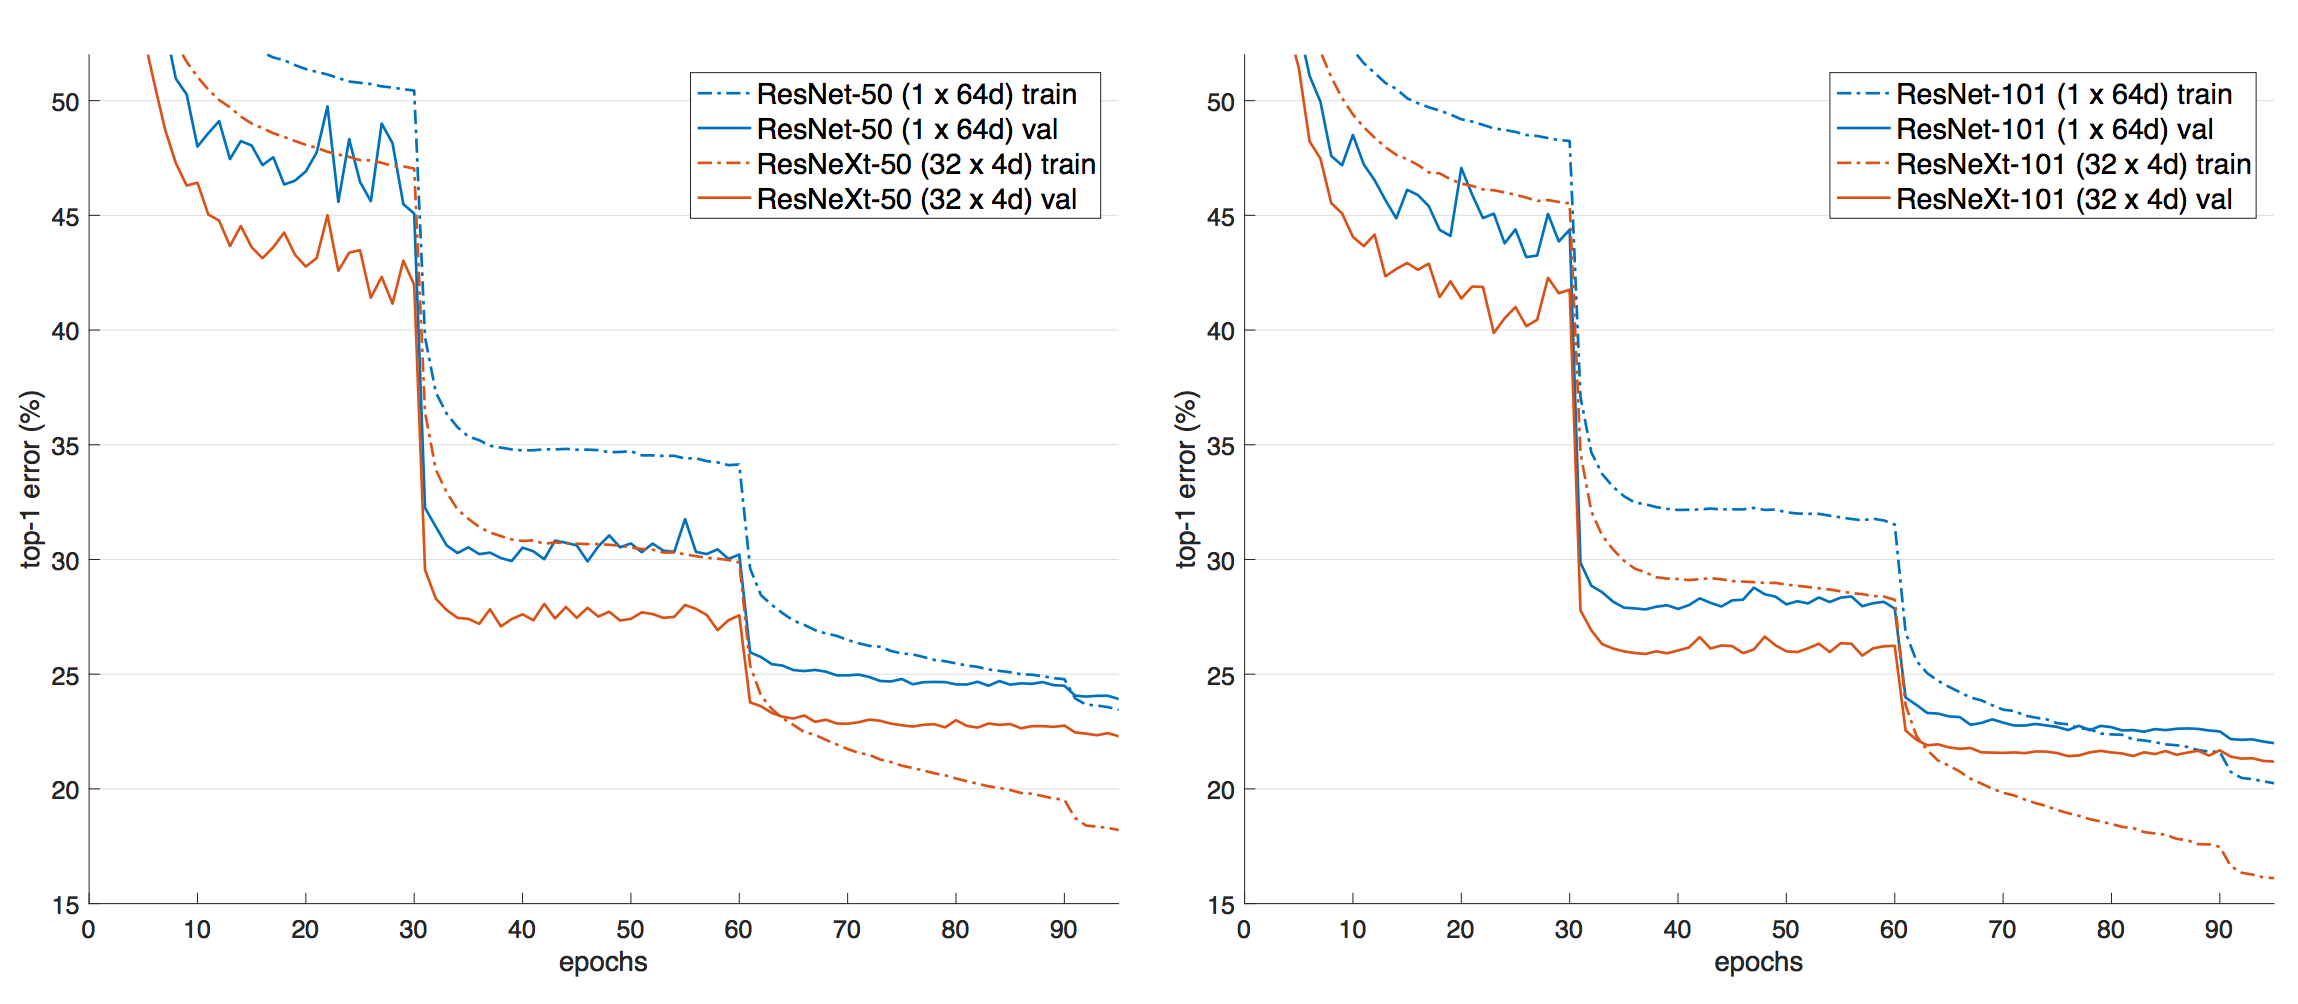 50
45
40
35
30
25
20
15
top-1 error (%)
0 10 20 30 40 50 60 70 80 90
epochs
ResNet-50 (1 x 64d) train
ResNet-50 (1 x 64d) val
ResNeXt-50 (32 x 4d) train
ResNeXt-50 (32 x 4d) val
50
45
40
35
30
25
20
15
top-1 error (%)
0 10 20 30 40 50 60 70 80 90
epochs
ResNet-101 (1 x 64d) train
ResNet-101 (1 x 64d) val
ResNeXt-101 (32 x 4d) train
ResNeXt-101 (32 x 4d) val